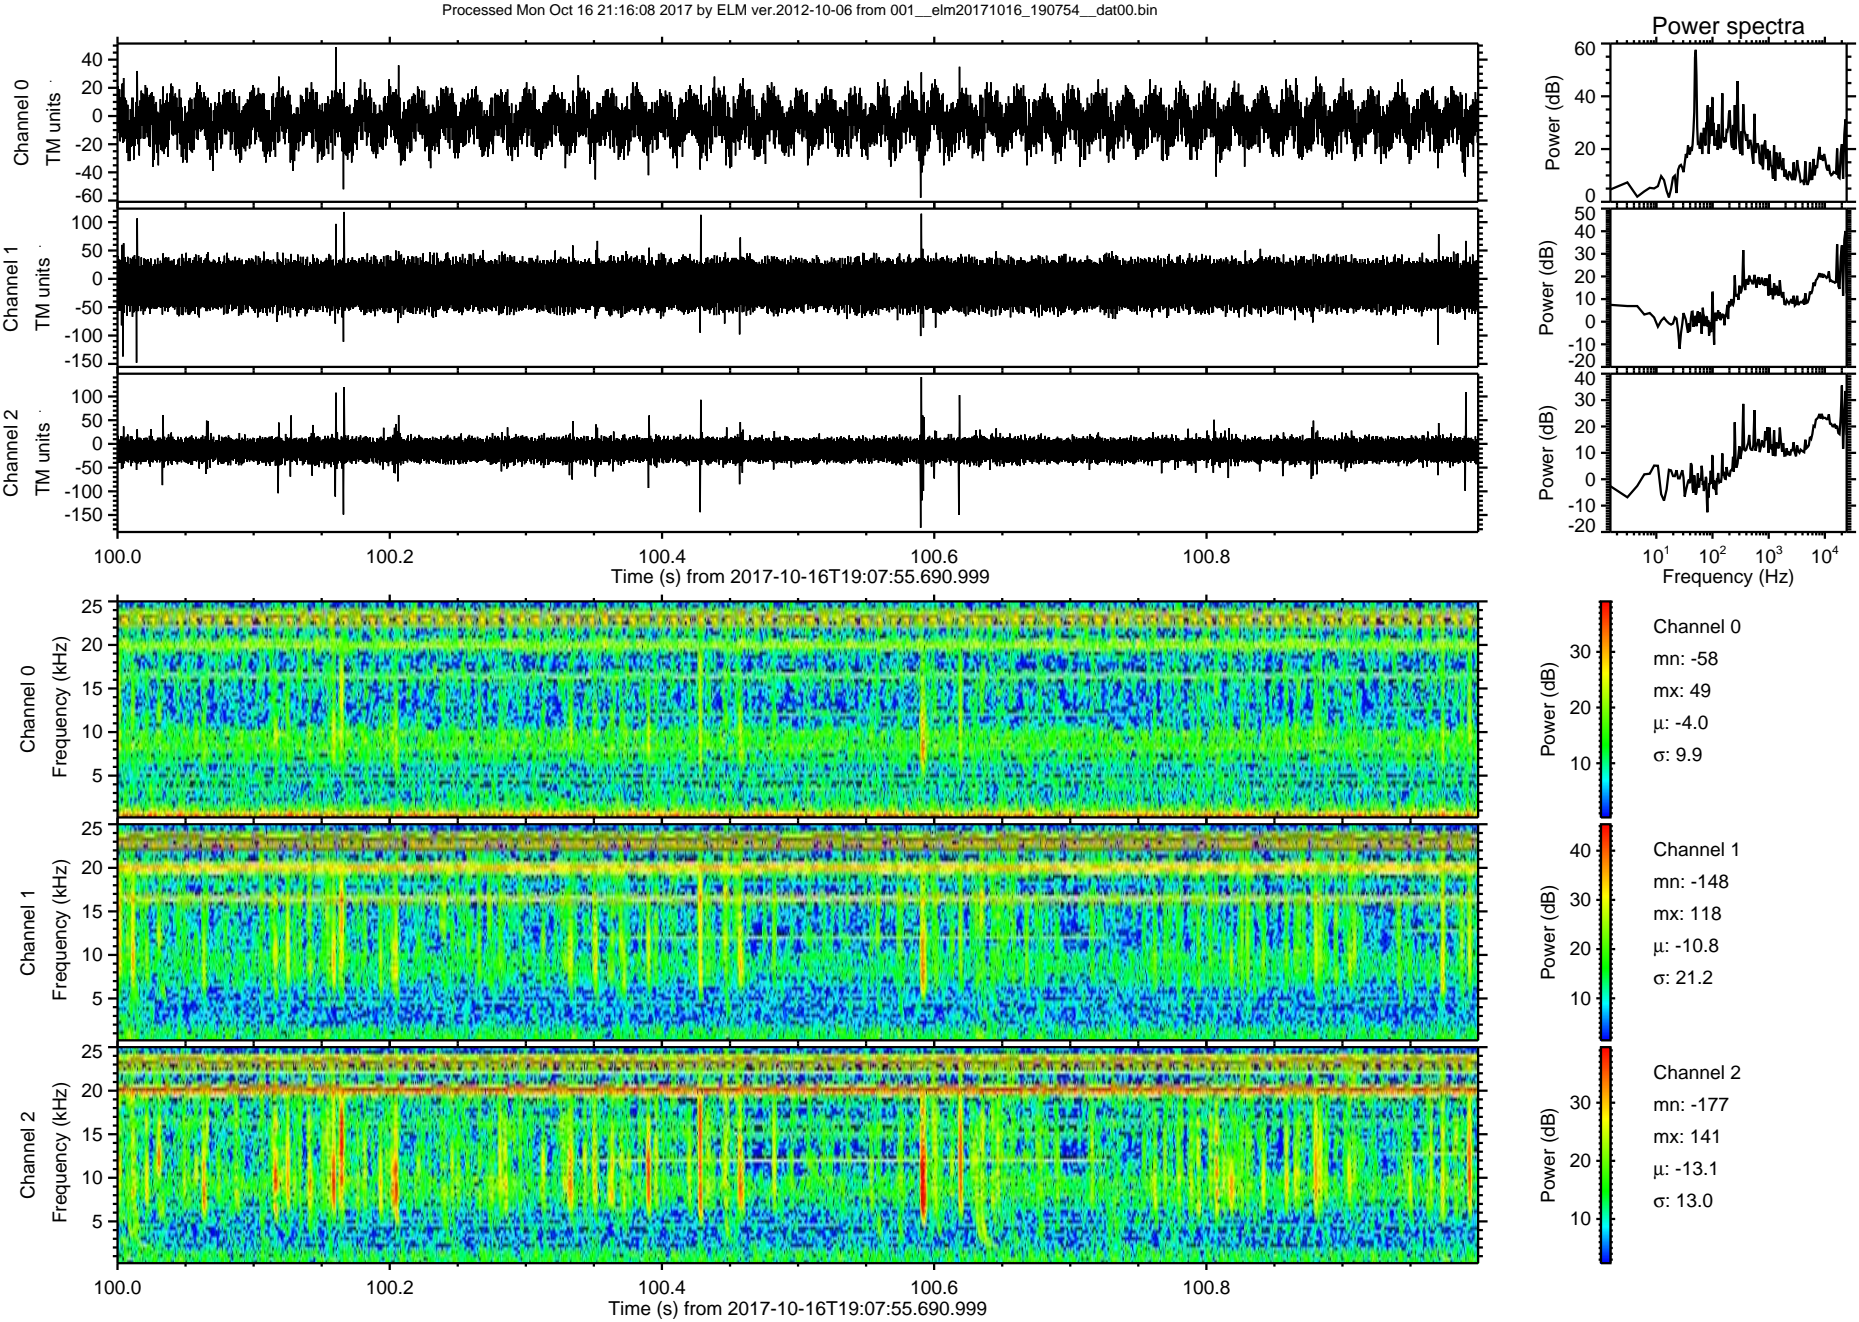 Processed Mon Oct 16 21:16:08 2017 by ELM ver.2012-10-06 from 001__elm20171016_190754__dat00.bin
Power spectra
Channel 0
TM units
40
20
0
-20
-40
-60
Power (dB)
60
40
20
0
Channel 1
TM units
100
50
0
-50
-100
-150
Power (dB)
50
40
30
20
10
0
-10
-20
Channel 2
TM units
100
50
0
-50
-100
-150
Power (dB)
40
30
20
10
0
-10
-20
100.0 100.2 100.4 100.6 100.8
Time (s) from 2017-10-16T19:07:55.690.999
10¹ 10² 10³ 10⁴
Frequency (Hz)
Channel 0
Frequency (kHz)
25
20
15
10
5
Power (dB)
30
20
10
Channel 0
mn: -58
mx: 49
μ: -4.0
σ: 9.9
Channel 1
Frequency (kHz)
25
20
15
10
5
Power (dB)
40
30
20
10
Channel 1
mn: -148
mx: 118
μ: -10.8
σ: 21.2
Channel 2
Frequency (kHz)
25
20
15
10
5
Power (dB)
30
20
10
Channel 2
mn: -177
mx: 141
μ: -13.1
σ: 13.0
100.0 100.2 100.4 100.6 100.8
Time (s) from 2017-10-16T19:07:55.690.999